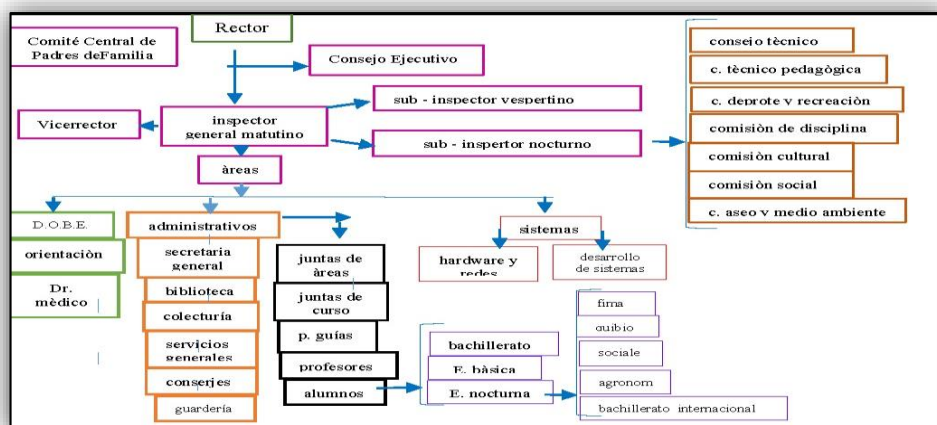 Rector
Comité Central de
Padres deFamilia
Consejo Ejecutivo
consejo tècnico
c. tècnico pedagògica
c. deprote y recreaciòn
comisiòn de disciplina
comisiòn cultural
comisiòn social
c. aseo y medio ambiente
sub - inspector vespertino
Vicerrector
inspector
general matutino
sub - inspertor nocturno
àreas
D.O.B.E.
orientaciòn
Dr.
mèdico
administrativos
secretaria
general
biblioteca
colecturía
servicios
generales
conserjes
guardería
juntas de
àreas
juntas de
curso
p. guías
profesores
alumnos
sistemas
hardware y
redes
desarrollo
de sistemas
bachillerato
E. bàsica
E. nocturna
fima
quibio
sociale
agronom
bachillerato internacional